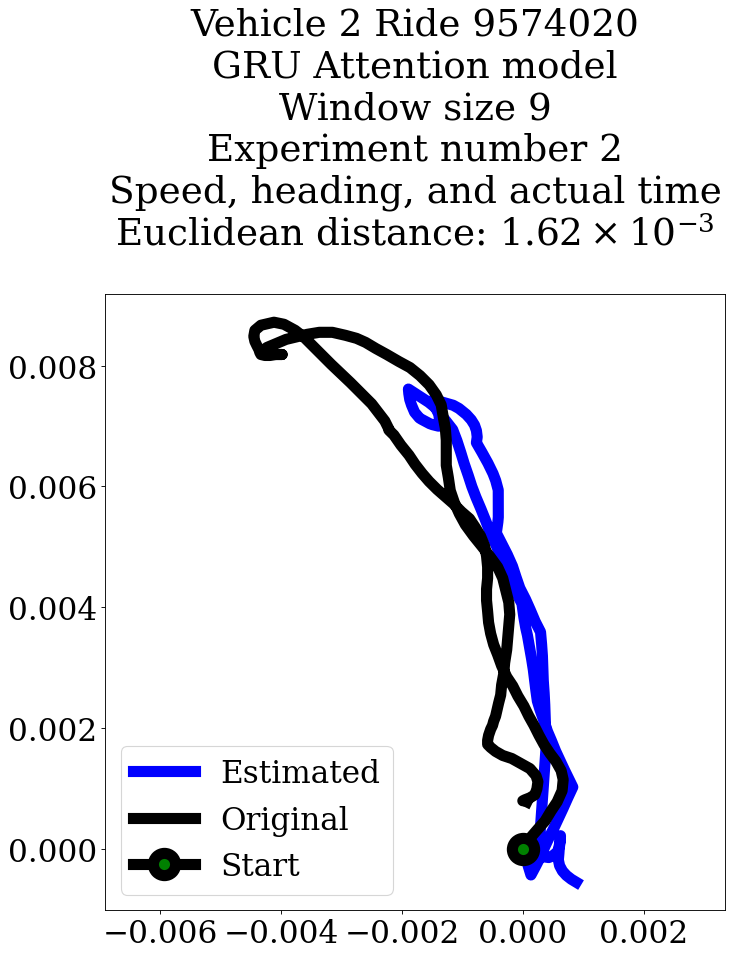 Vehicle 2 Ride 9574020
GRU Attention model
Window size 9
Experiment number 2
Speed, heading, and actual time
Euclidean distance: 1.62 × 10⁻³
0.008
0.006
0.004
0.002
0.000
Estimated
Original
Start
−0.006 −0.004 −0.002 0.000 0.002